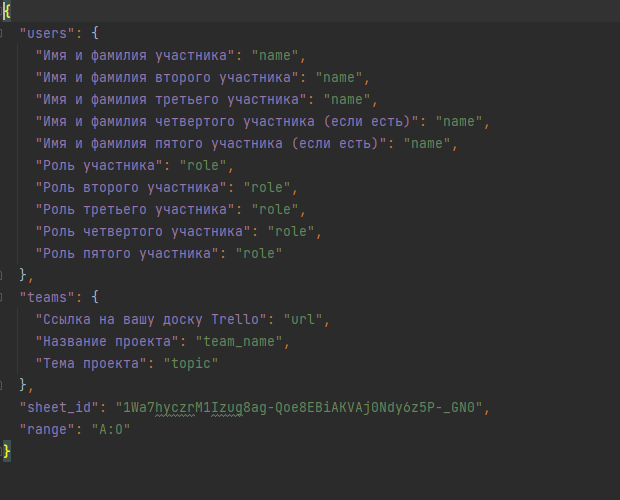 {
"users": {
"Имя и фамилия участника": "name",
"Имя и фамилия второго участника": "name",
"Имя и фамилия третьего участника": "name",
"Имя и фамилия четвертого участника (если есть)": "name",
"Имя и фамилия пятого участника (если есть)": "name",
"Роль участника": "role",
"Роль второго участника": "role",
"Роль третьего участника": "role",
"Роль четвертого участника": "role",
"Роль пятого участника": "role"
},
"teams": {
"Ссылка на вашу доску Trello": "url",
"Название проекта": "team_name",
"Тема проекта": "topic"
},
"sheet_id": "1Wa7hyczrM1Izug8ag-Qoe8EBiAKVAj0Ndy6z5P-_GN0",
"range": "A:O"
}